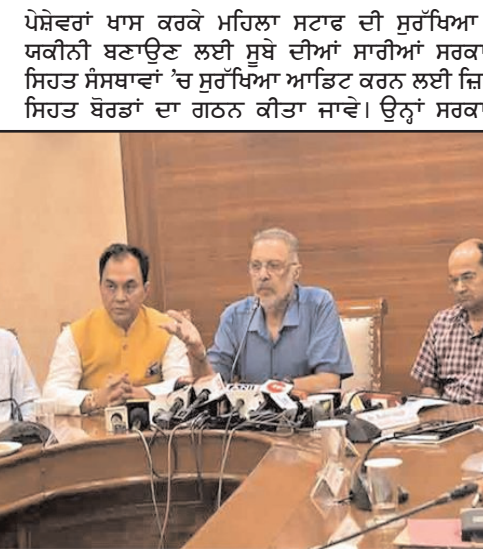 ਪੇਸ਼ੇਵਰਾਂ ਖਾਸ ਕਰਕੇ ਮਹਿਲਾ ਸਟਾਫ ਦੀ ਸੁਰੱਖਿਆ
ਯਕੀਨੀ ਬਣਾਉਣ ਲਈ ਸੂਬੇ ਦੀਆਂ ਸਾਰੀਆਂ ਸਰਕਾ
ਸਿਹਤ ਸੰਸਥਾਵਾਂ ’ਚ ਸੁਰੱਖਿਆ ਆਡਿਟ ਕਰਨ ਲਈ ਜ਼ਿ
ਸਿਹਤ ਬੋਰਡਾਂ ਦਾ ਗਠਨ ਕੀਤਾ ਜਾਵੇ। ਉਨ੍ਹਾਂ ਸਰਕਾ
ANI